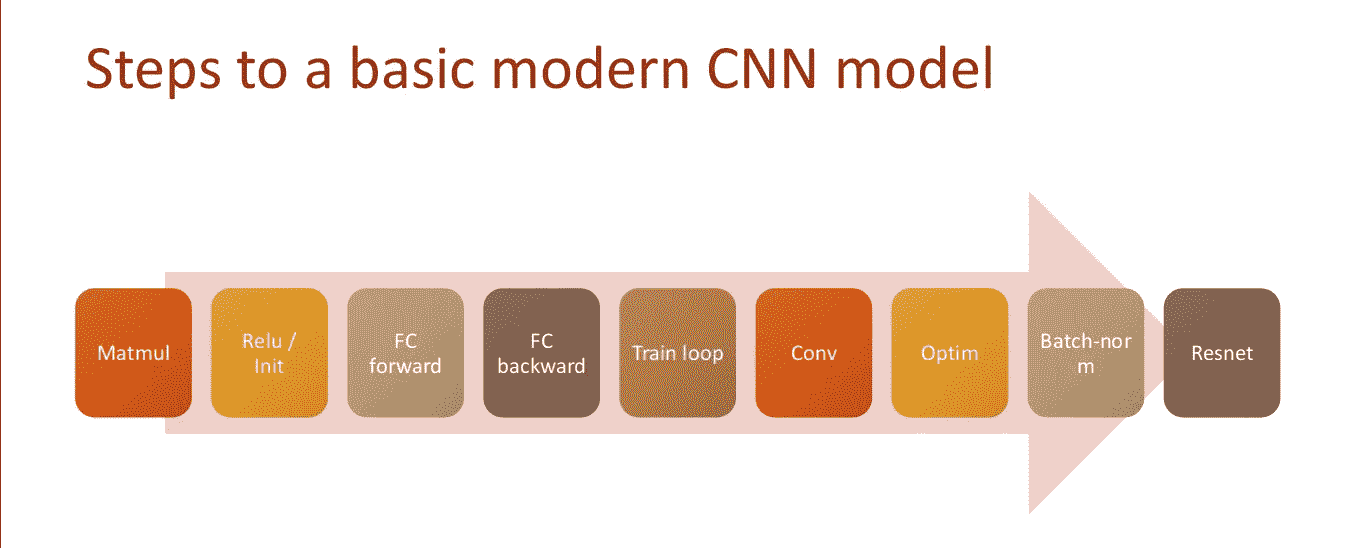 Steps to a basic modern CNN model
Matmul
Relu /
Init
FC
forward
FC
backward
Train loop
Conv
Optim
Batch-nor
m
Resnet